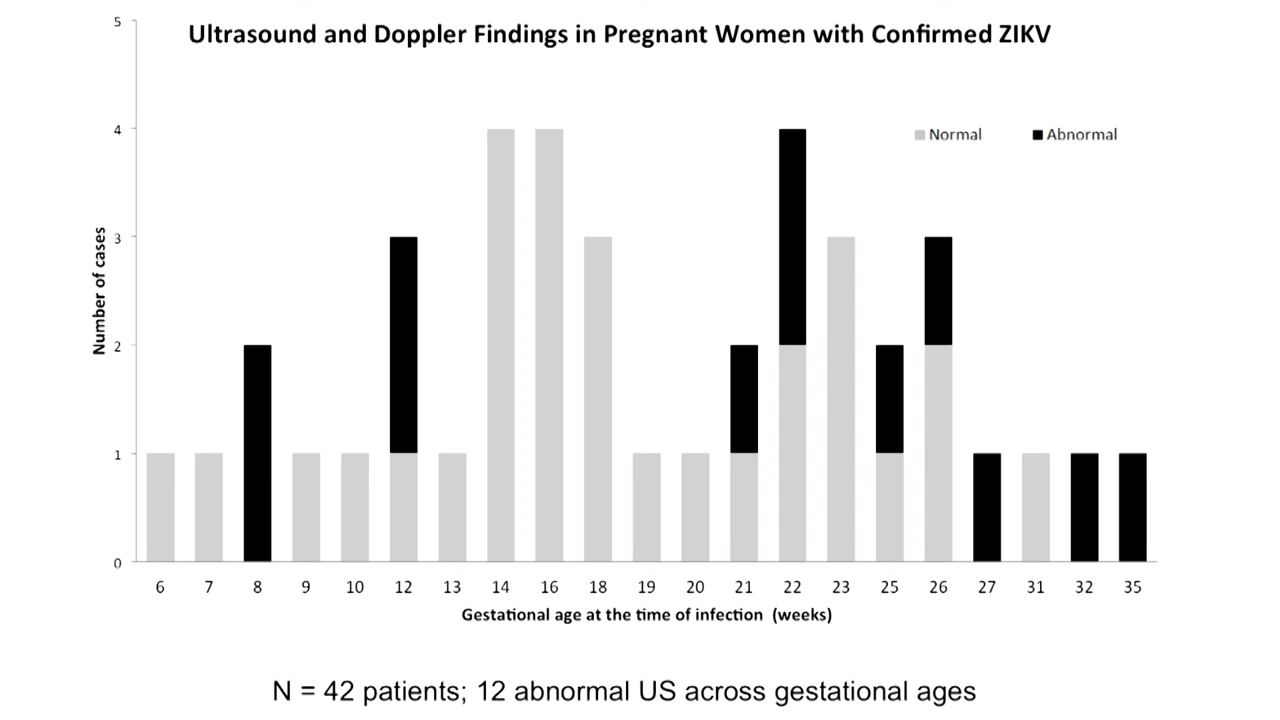 Ultrasound and Doppler Findings in Pregnant Women with Confirmed ZIKV
Normal Abnormal
Number of cases
5
4
3
2
1
0
6 7 8 9 10 12 13 14 16 18 19 20 21 22 23 25 26 27 31 32 35
Gestational age at the time of infection (weeks)
N = 42 patients; 12 abnormal US across gestational ages